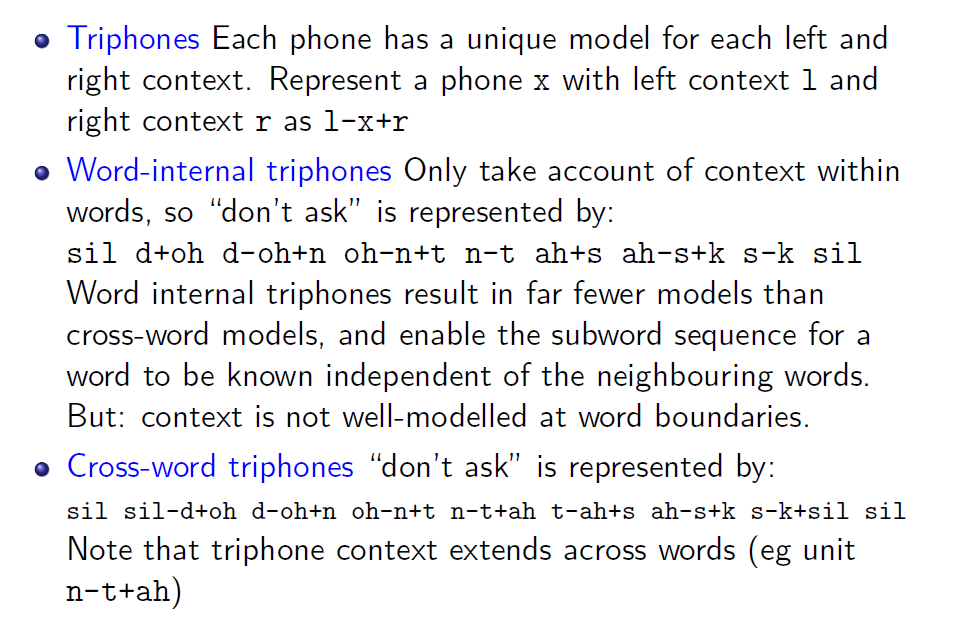 Triphones Each phone has a unique model for each left and
right context. Represent a phone x with left context l and
right context r as l-x+r
Word-internal triphones Only take account of context within
words, so “don’t ask” is represented by:
sil d+oh d-oh+n oh-n+t n-t ah+s ah-s+k s-k sil
Word internal triphones result in far fewer models than
cross-word models, and enable the subword sequence for a
word to be known independent of the neighbouring words.
But: context is not well-modelled at word boundaries.
Cross-word triphones “don’t ask” is represented by:
sil sil-d+oh d-oh+n oh-n+t n-t+ah t-ah+s ah-s+k s-k+sil sil
Note that triphone context extends across words (eg unit
n-t+ah)